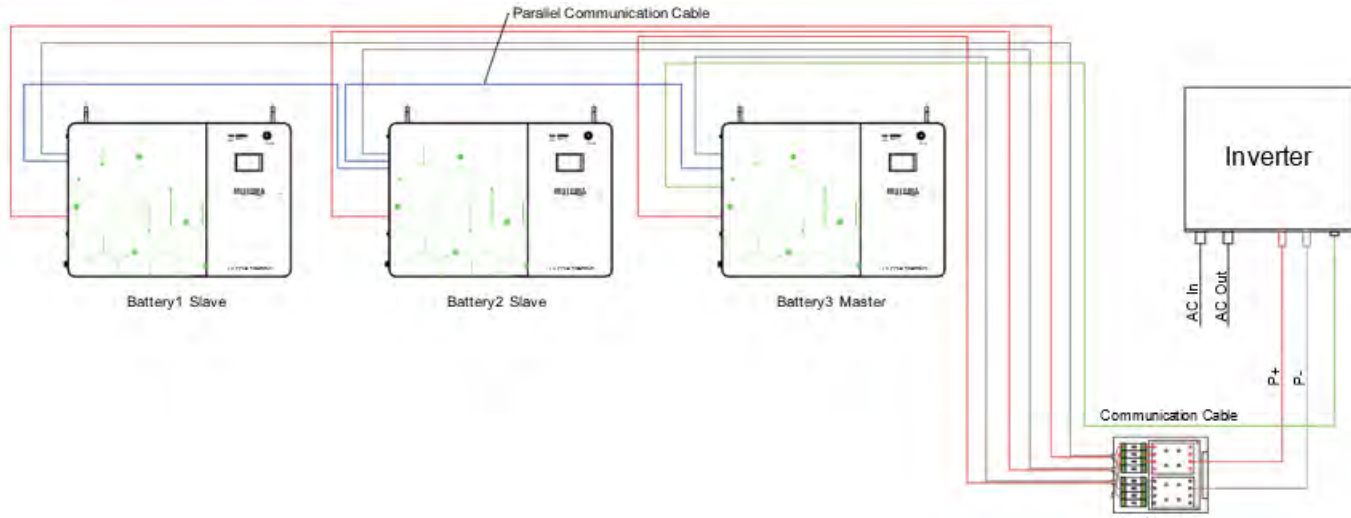 Parallel Communication Cable
Inverter
Battery1 Slave
Battery2 Slave
Battery3 Master
AC In
AC Out
P+
P-
Communication Cable